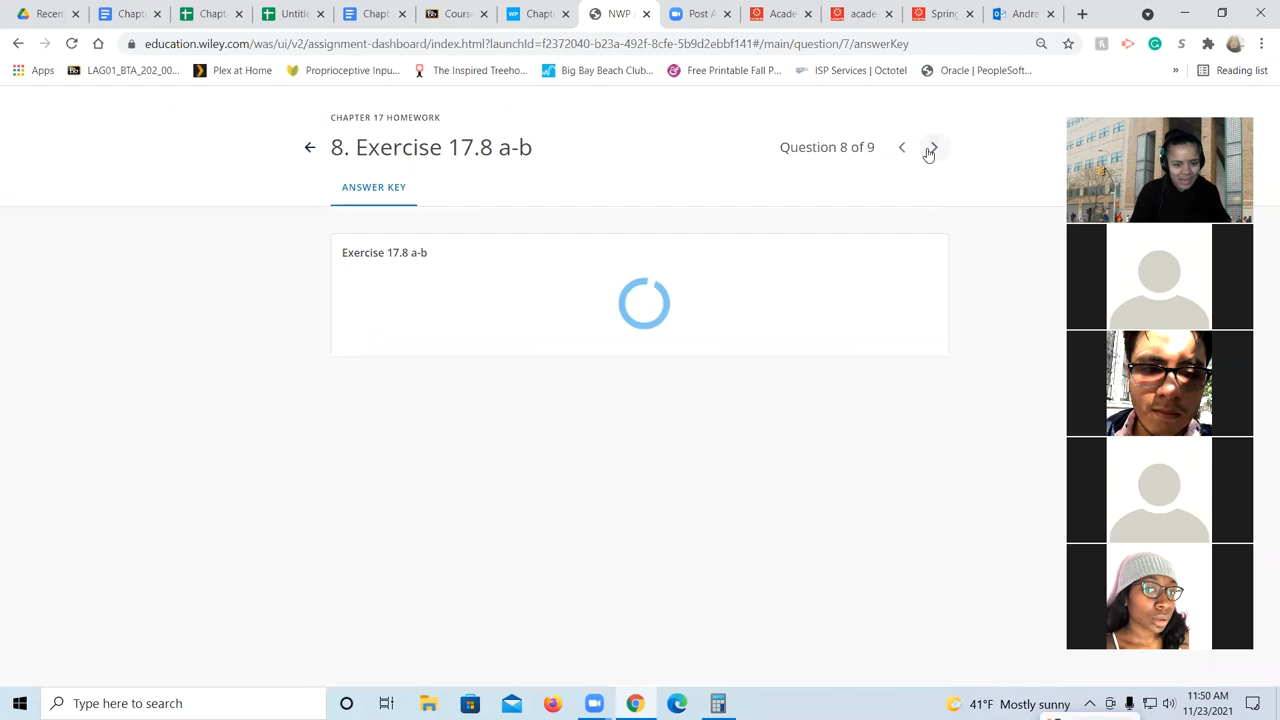 Recen
Chapt
Chapt
Untitle
Chapt
Course
Chapte
NWP
Post A
Acade
acade
Spring
Andre
education.wiley.com/was/ui/v2/assignment-dashboard/index.html?launchId=f2372040-b23a-492f-8cfe-5b9d2ebbf141#/main/question/7/answerKey
Apps
LAG01_BTA_202_00...
Plex at Home
Proprioceptive Inpu...
The Inspired Treeho...
Big Bay Beach Club...
Free Printable Fall P...
ISP Services | Octotel
Oracle | PeopleSoft...
»
Reading list
CHAPTER 17 HOMEWORK
8. Exercise 17.8 a-b
Question 8 of 9
ANSWER KEY
Exercise 17.8 a-b
Type here to search
41°F Mostly sunny
11:50 AM
11/23/2021